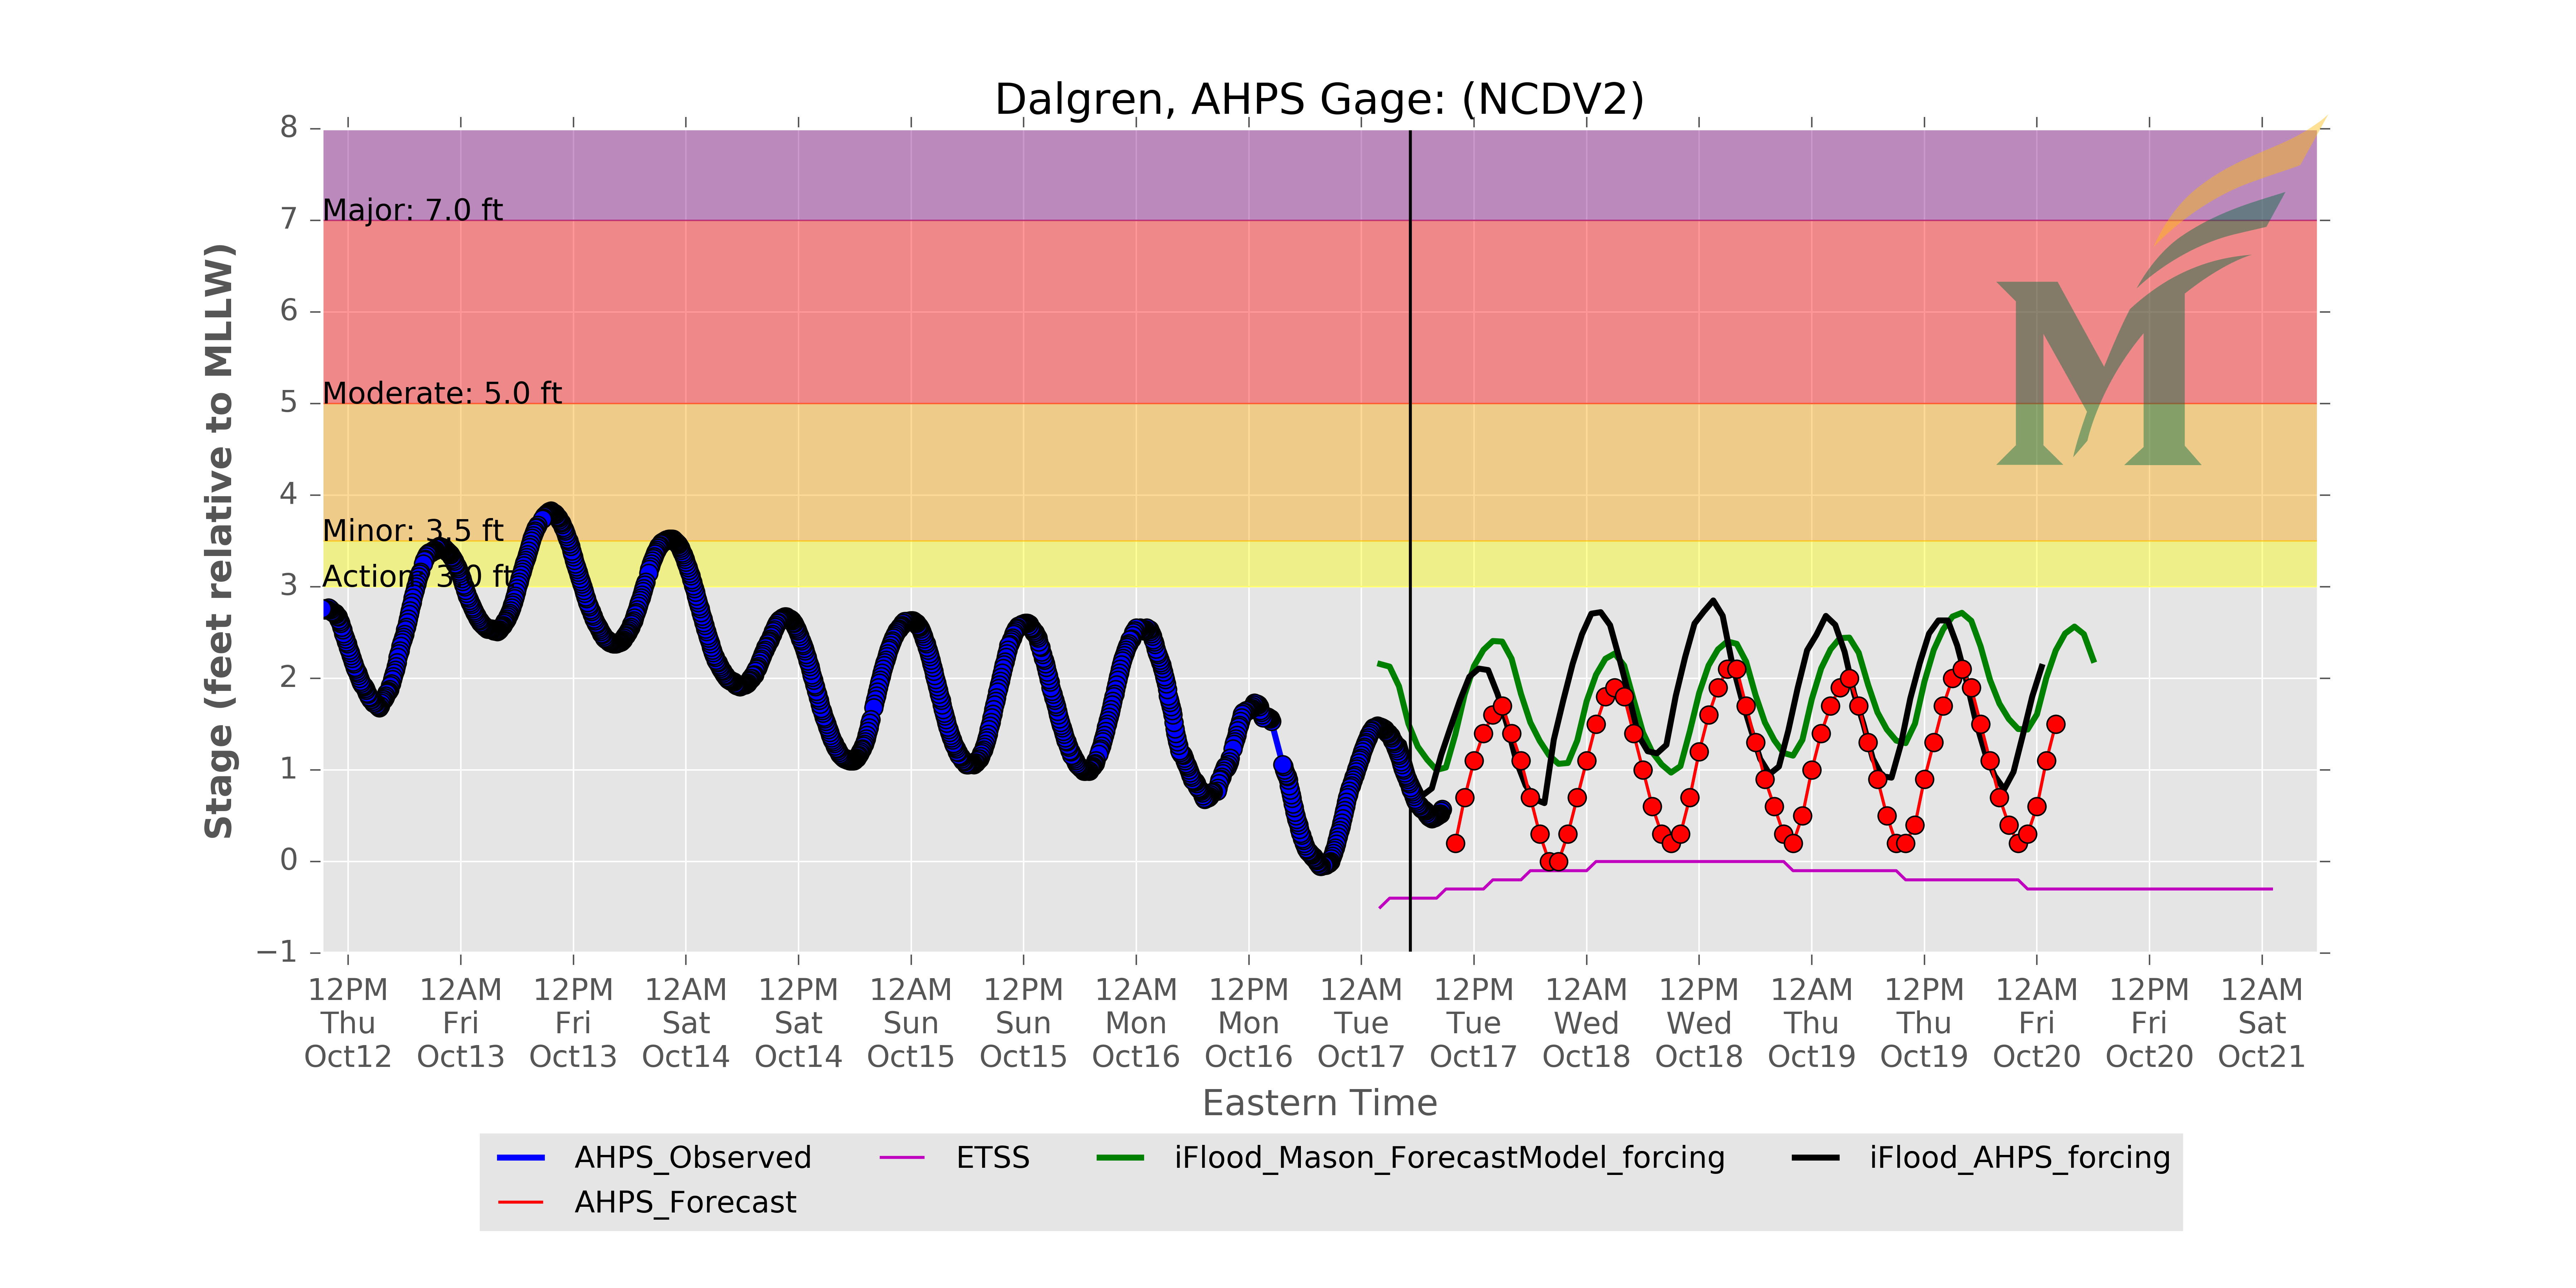 Dalgren, AHPS Gage: (NCDV2)
8
7
6
5
4
3
2
1
0
−1
Stage (feet relative to MLLW)
Major: 7.0 ft
Moderate: 5.0 ft
Minor: 3.5 ft
Action: 3.0 ft
M
12PM 12AM 12PM 12AM 12PM 12AM 12PM 12AM 12PM 12AM 12PM 12AM 12PM 12AM 12PM 12AM 12PM 12AM
Thu Fri Fri Sat Sat Sun Sun Mon Mon Tue Tue Wed Wed Thu Thu Fri Fri Sat
Oct12 Oct13 Oct13 Oct14 Oct14 Oct15 Oct15 Oct16 Oct16 Oct17 Oct17 Oct18 Oct18 Oct19 Oct19 Oct20 Oct20 Oct21
Eastern Time
AHPS_Observed ETSS iFlood_Mason_ForecastModel_forcing iFlood_AHPS_forcing
AHPS_Forecast